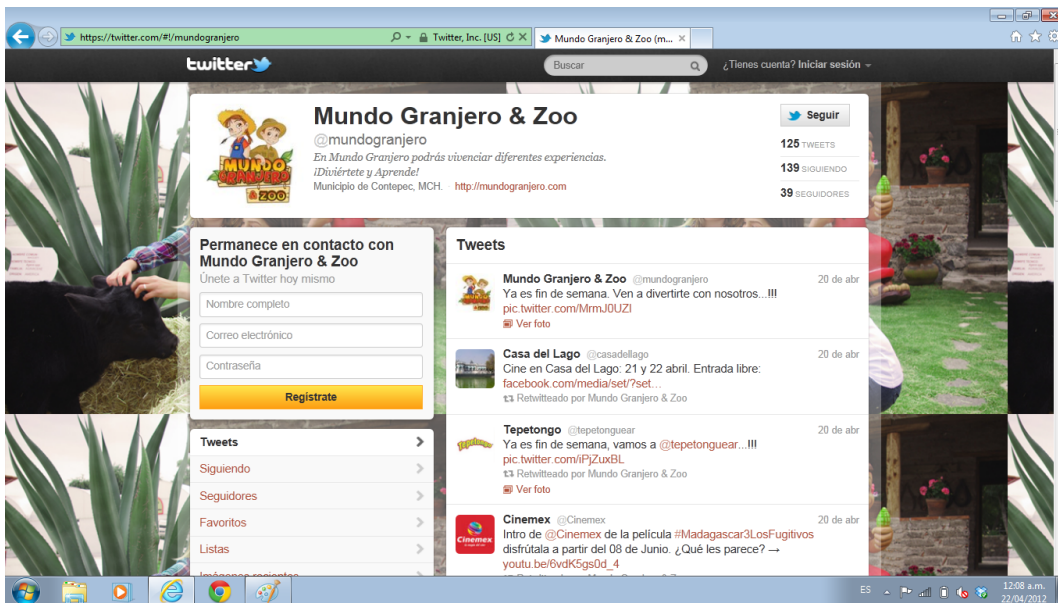 https://twitter.com/#!/mundogranjero
Twitter, Inc. [US]
Mundo Granjero & Zoo (m...
twitter
Buscar
¿Tienes cuenta? Iniciar sesión
MUNDO
GRANJERO
& ZOO
Mundo Granjero & Zoo
@mundogranjero
En Mundo Granjero podrás vivenciar diferentes experiencias.
¡Diviértete y Aprende!
Municipio de Contepec, MCH. · http://mundogranjero.com
Seguir
125 TWEETS
139 SIGUIENDO
39 SEGUIDORES
Permanece en contacto con
Mundo Granjero & Zoo
Únete a Twitter hoy mismo
Nombre completo
Correo electrónico
Contraseña
Regístrate
Tweets
Siguiendo
Seguidores
Favoritos
Listas
Imágenes recientes
Tweets
Mundo Granjero & Zoo @mundogranjero 20 de abr
Ya es fin de semana. Ven a divertirte con nosotros...!!!
pic.twitter.com/MrmJ0UZI
Ver foto
Casa del Lago @casadellago 20 de abr
Cine en Casa del Lago: 21 y 22 abril. Entrada libre:
facebook.com/media/set/?set...
Retwitteado por Mundo Granjero & Zoo
Tepetongo @tepetonguear 20 de abr
Ya es fin de semana, vamos a @tepetonguear...!!!
pic.twitter.com/iPjZuxBL
Retwitteado por Mundo Granjero & Zoo
Ver foto
Cinemex @Cinemex 20 de abr
Cinemex
Intro de @Cinemex de la película #Madagascar3LosFugitivos
disfrútala a partir del 08 de Junio. ¿Qué les parece? →
youtu.be/6vdK5gs0d_4
Retwitteado por Mundo Granjero & Zoo
ES
12:08 a.m.
22/04/2012